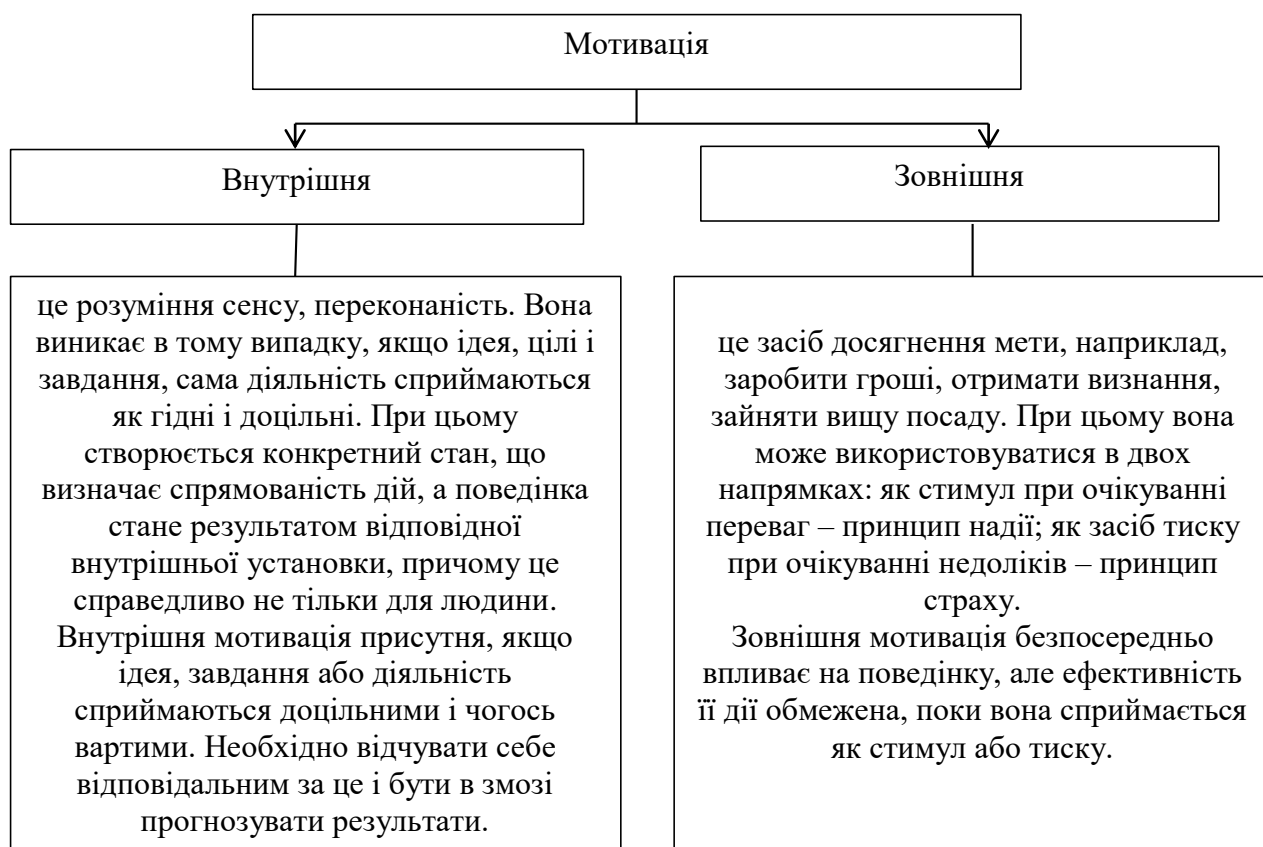 Мотивація
Внутрішня
Зовнішня
це розуміння сенсу, переконаність. Вона
виникає в тому випадку, якщо ідея, цілі і
завдання, сама діяльність сприймаються
як гідні і доцільні. При цьому
створюється конкретний стан, що
визначає спрямованість дій, а поведінка
стане результатом відповідної
внутрішньої установки, причому це
справедливо не тільки для людини.
Внутрішня мотивація присутня, якщо
ідея, завдання або діяльність
сприймаються доцільними і чогось
вартими. Необхідно відчувати себе
відповідальним за це і бути в змозі
прогнозувати результати.
це засіб досягнення мети, наприклад,
заробити гроші, отримати визнання,
зайняти вищу посаду. При цьому вона
може використовуватися в двох
напрямках: як стимул при очікуванні
переваг – принцип надії; як засіб тиску
при очікуванні недоліків – принцип
страху.
Зовнішня мотивація безпосередньо
впливає на поведінку, але ефективність
її дії обмежена, поки вона сприймається
як стимул або тиску.